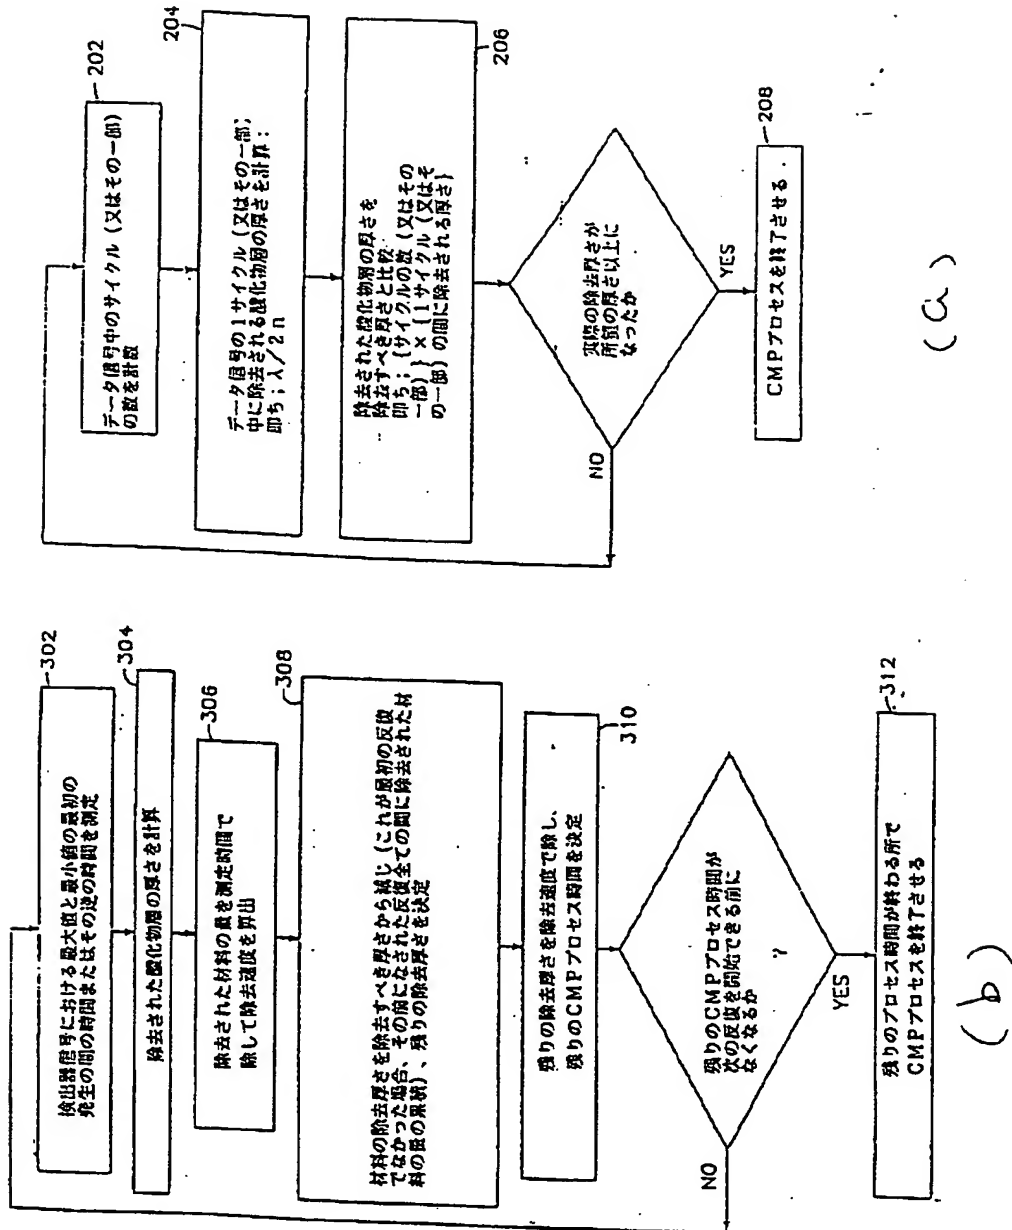 202
データ信号中のサイクル (又はその一部)
の数を計数
204
データ信号の1サイクル (又はその一部;
中に除去される酸化物層の厚さを計算:
即ち; λ/2n
除去された酸化物層の厚さを
除去すべき厚さと比較
即ち; {サイクルの数 (又はその
一部) } × {1サイクル (又はそ
の一部) の間に除去される厚さ}
206
実際の除去厚さが
所望の厚さ以上に
なったか
NO
YES
208
CMPプロセスを終了させる.
(a)
302
検出器信号における最大値と最小値の最初の
発生の間の時間またはその逆の時間を測定
304
除去された酸化物層の厚さを計算
306
除去された材料の数を測定時間で
除して除去速度を算出
308
材料の除去厚さを除去すべき厚さから減じ (これが最初の反復
でなかった場合、その前になされた反復全ての間に除去された材
料の量の累積)、残りの除去厚さを決定
残りの除去厚さを除去速度で除し、
残りのCMPプロセス時間を決定
310
残りのCMPプロセス時間が
次の反復を開始できる前に
なくなるか
?
NO
YES
312
残りのプロセス時間が終わる所で
CMPプロセスを終了させる
(b)